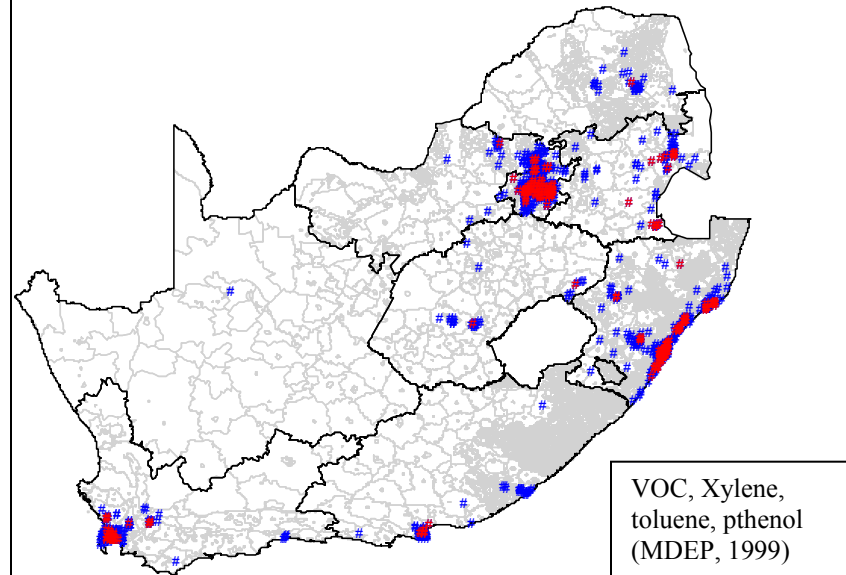 VOC, Xylene,
toluene, pthenol
(MDEP, 1999)